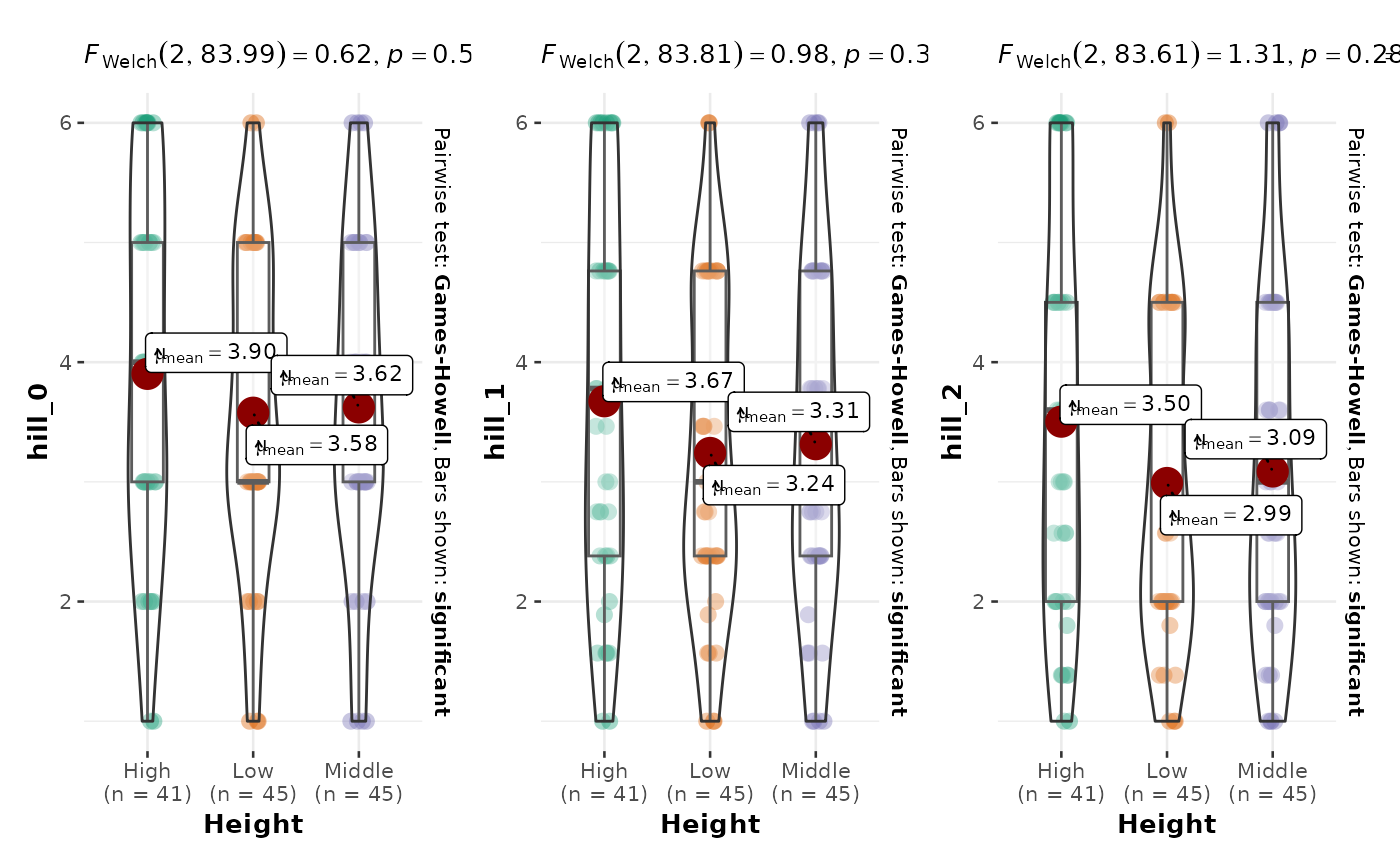 F Welch(2, 83.99) = 0.62, p = 0.5
hill_0
6
4
2
μ̂mean = 3.90
μ̂mean = 3.58
μ̂mean = 3.62
Pairwise test: Games-Howell, Bars shown: significant
High Low Middle
(n = 41) (n = 45) (n = 45)
Height
F Welch(2, 83.81) = 0.98, p = 0.3
hill_1
6
4
2
μ̂mean = 3.67
μ̂mean = 3.24
μ̂mean = 3.31
Pairwise test: Games-Howell, Bars shown: significant
High Low Middle
(n = 41) (n = 45) (n = 45)
Height
F Welch(2, 83.61) = 1.31, p = 0.28
hill_2
6
4
2
μ̂mean = 3.50
μ̂mean = 2.99
μ̂mean = 3.09
Pairwise test: Games-Howell, Bars shown: significant
High Low Middle
(n = 41) (n = 45) (n = 45)
Height